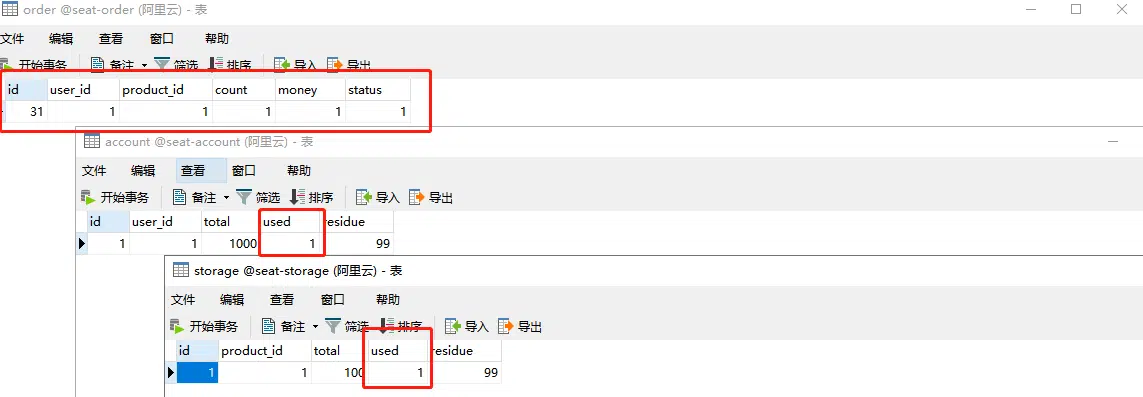 order @seat-order (阿里云) - 表
文件 编辑 查看 窗口 帮助
开始事务 备注 筛选 排序 导入 导出
id user_id product_id count money status
31 1 1 1 1 1
account @seat-account (阿里云) - 表
文件 编辑 查看 窗口 帮助
开始事务 备注 筛选 排序 导入 导出
id user_id total used residue
1 1 1000 1 99
storage @seat-storage (阿里云) - 表
文件 编辑 查看 窗口 帮助
开始事务 备注 筛选 排序 导入 导出
id product_id total used residue
1 1 100 1 99